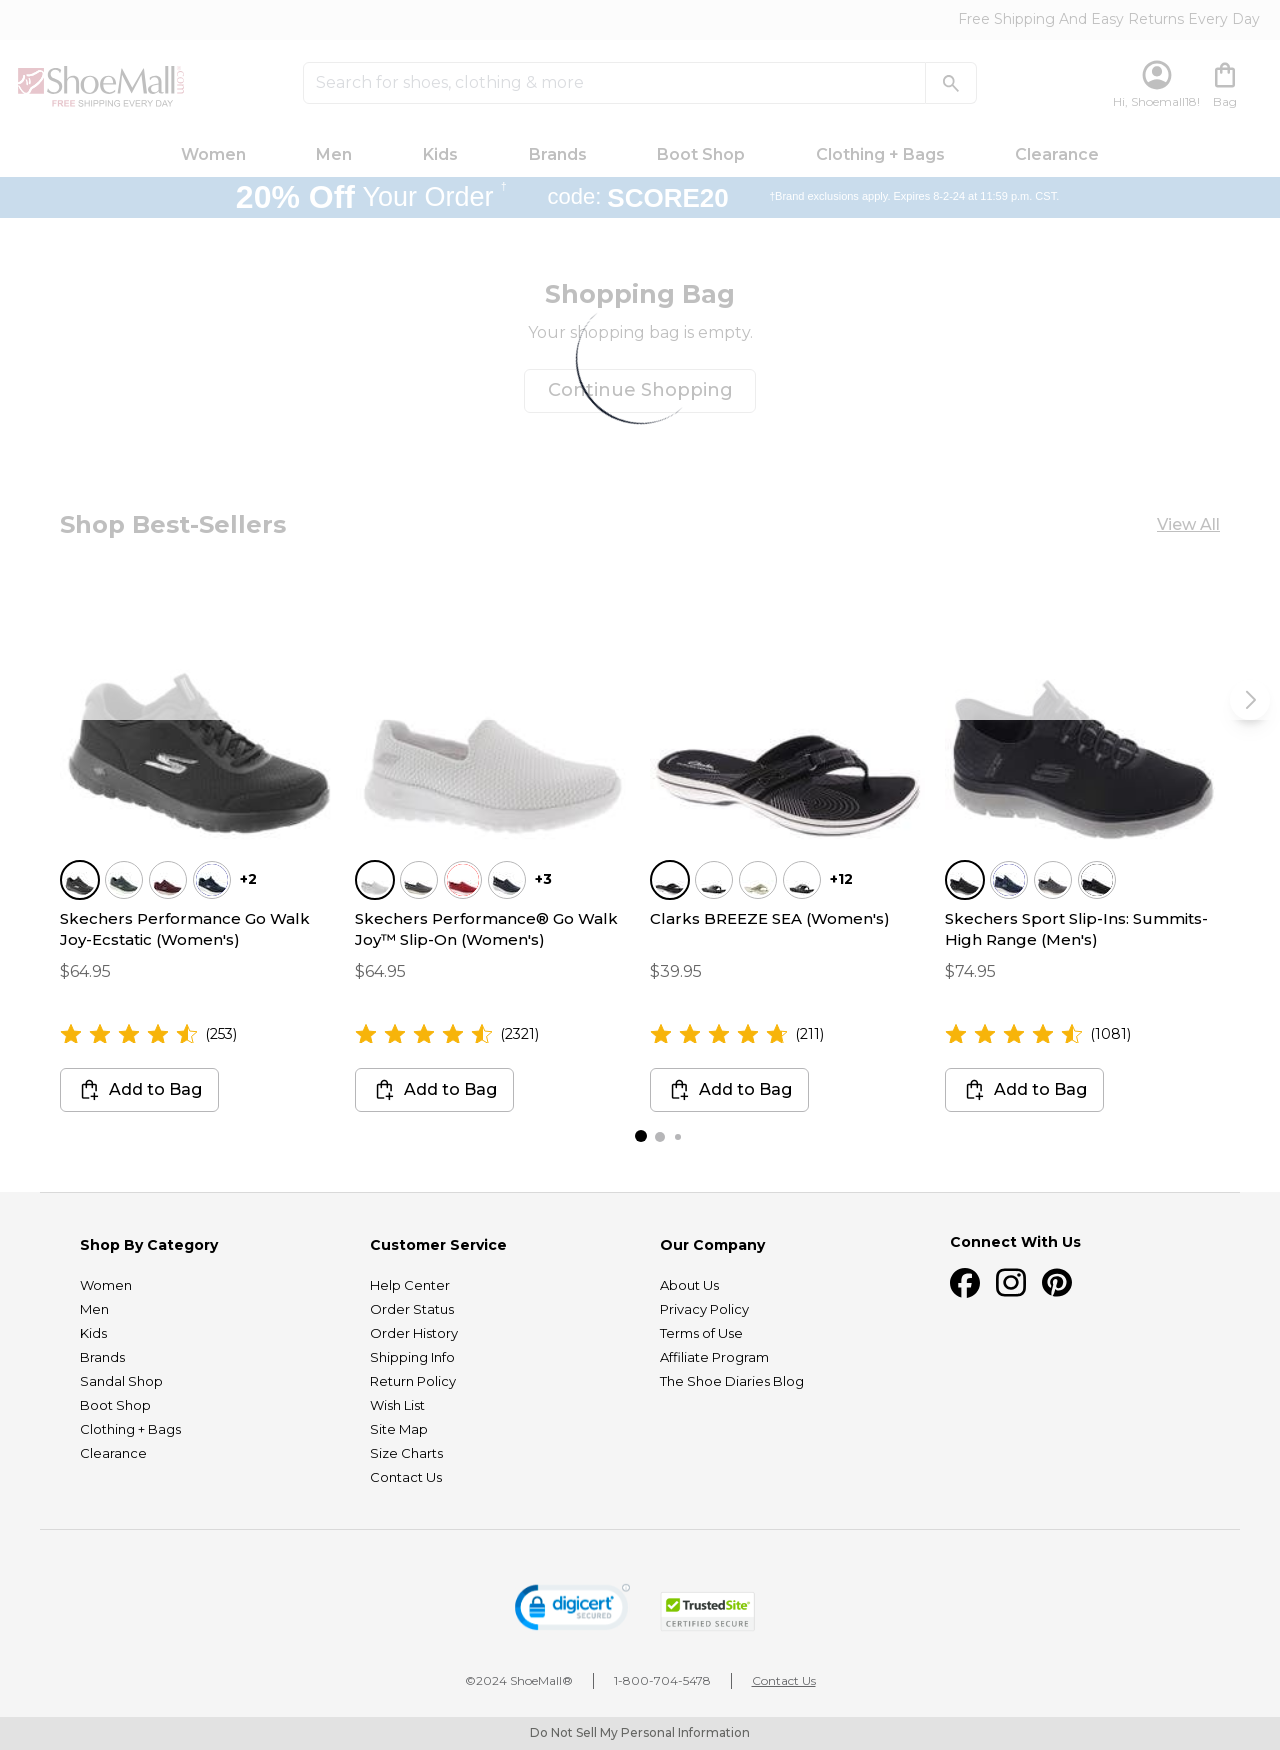 Free Shipping And Easy Returns Every Day
ShoeMall.com
FREE SHIPPING EVERY DAY
Search for shoes, clothing & more
Hi, Shoemall18!
Bag
Women
Men
Kids
Brands
Boot Shop
Clothing + Bags
Clearance
20% Off Your Order † code: SCORE20 †Brand exclusions apply. Expires 8-2-24 at 11:59 p.m. CST.
Shopping Bag
Your shopping bag is empty.
Continue Shopping
Shop Best-Sellers
View All
+2
Skechers Performance Go Walk
Joy-Ecstatic (Women's)
$64.95
(253)
Add to Bag
+3
Skechers Performance® Go Walk
Joy™ Slip-On (Women's)
$64.95
(2321)
Add to Bag
+12
Clarks BREEZE SEA (Women's)
$39.95
(211)
Add to Bag
Skechers Sport Slip-Ins: Summits-
High Range (Men's)
$74.95
(1081)
Add to Bag
Shop By Category
Women
Men
Kids
Brands
Sandal Shop
Boot Shop
Clothing + Bags
Clearance
Customer Service
Help Center
Order Status
Order History
Shipping Info
Return Policy
Wish List
Site Map
Size Charts
Contact Us
Our Company
About Us
Privacy Policy
Terms of Use
Affiliate Program
The Shoe Diaries Blog
Connect With Us
digicert
SECURED
TrustedSite
CERTIFIED SECURE
©2024 ShoeMall®
1-800-704-5478
Contact Us
Do Not Sell My Personal Information